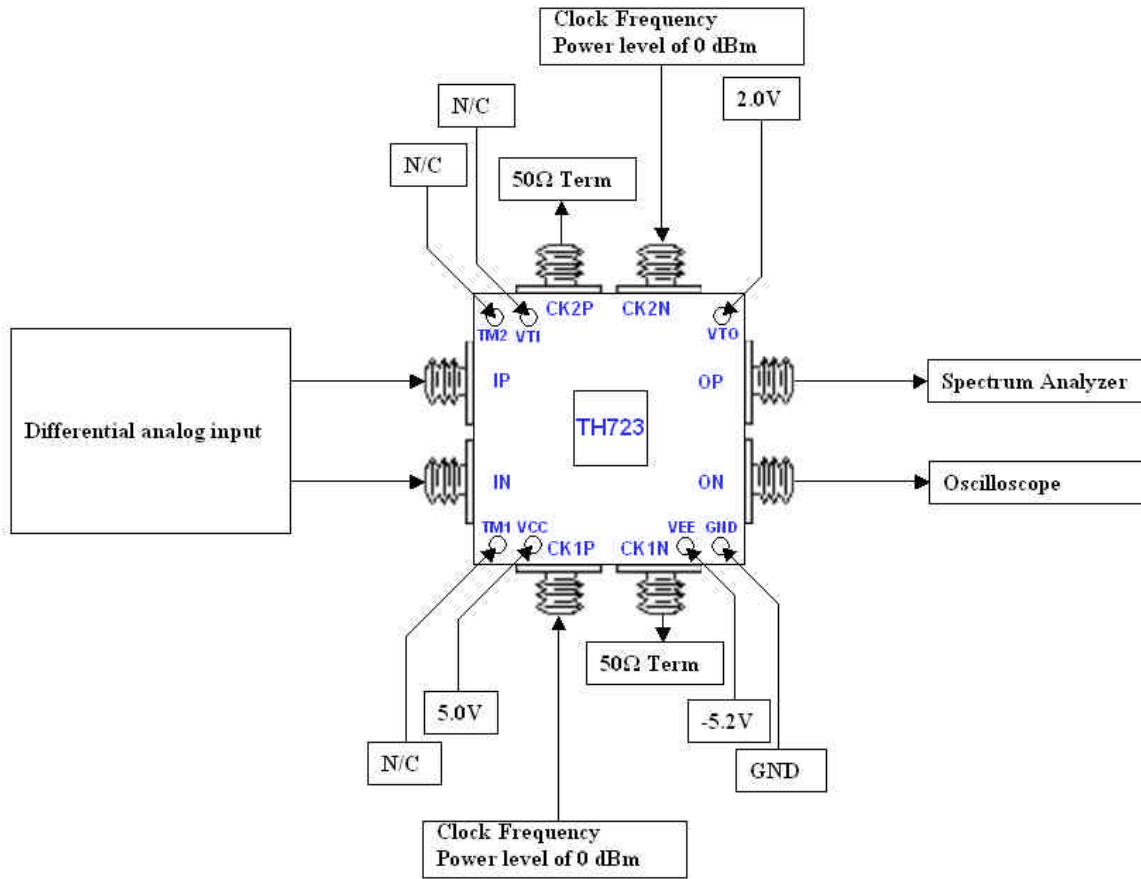 Clock Frequency
Power level of 0 dBm
N/C
2.0V
N/C
50Ω Term
CK2P
CK2N
TM2
VTI
VTO
IP
OP
Spectrum Analyzer
Differential analog input
TH723
IN
ON
Oscilloscope
TM1
VCC
VEE
GND
CK1P
CK1N
50Ω Term
5.0V
-5.2V
N/C
GND
Clock Frequency
Power level of 0 dBm